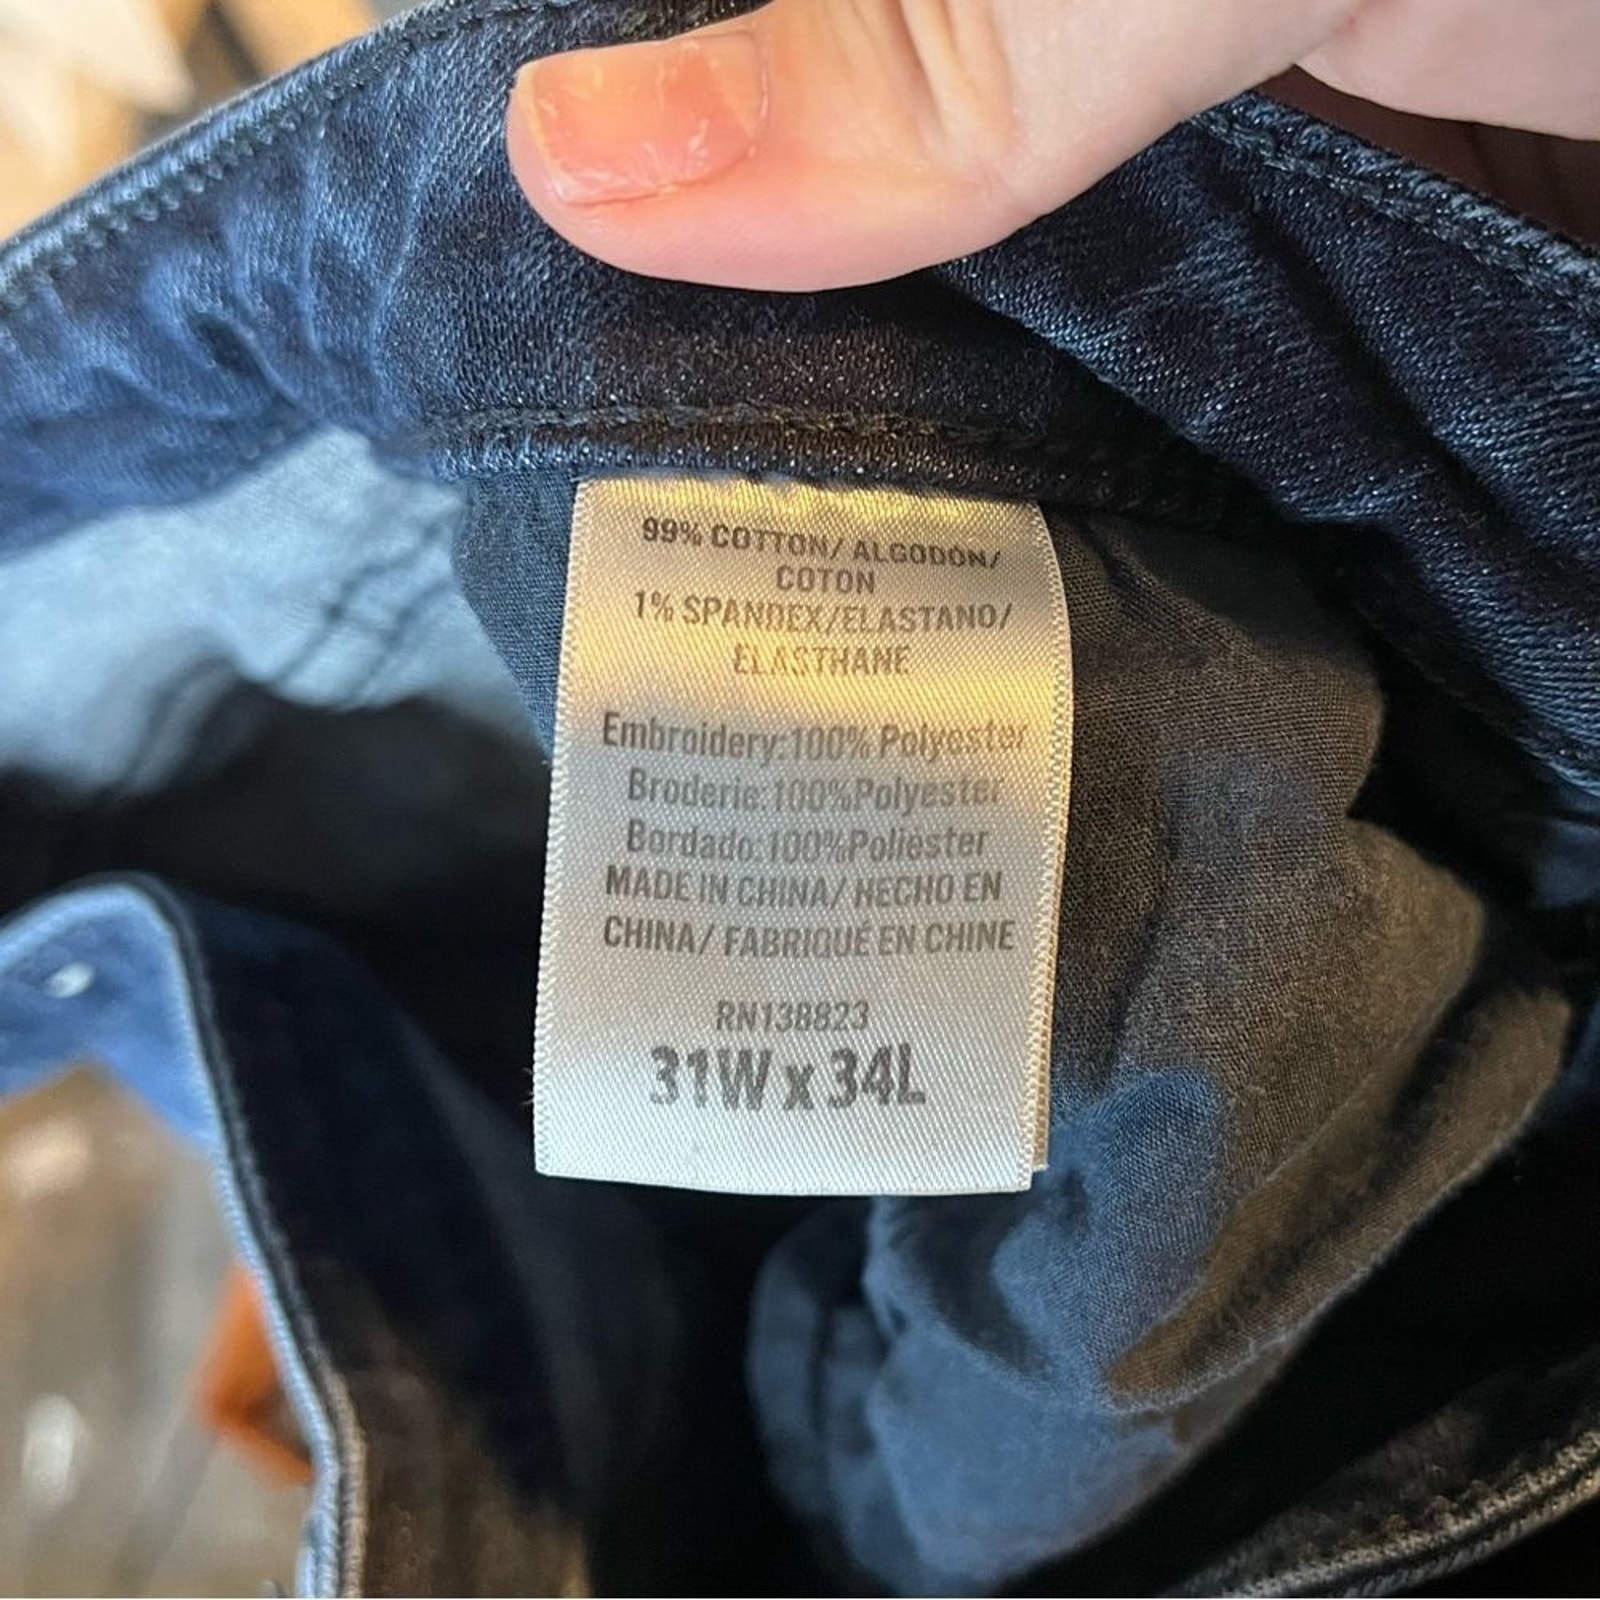 99% COTTON/ ALGODON/
COTON
1% SPANDEX/ELASTANO/
ELASTHANE
Embroidery:100% Polyester
Broderie:100%Polyester
Bordado:100%Poliéster
MADE IN CHINA/ HECHO EN
CHINA/ FABRIQUÉ EN CHINE
RN138823
31W x 34L